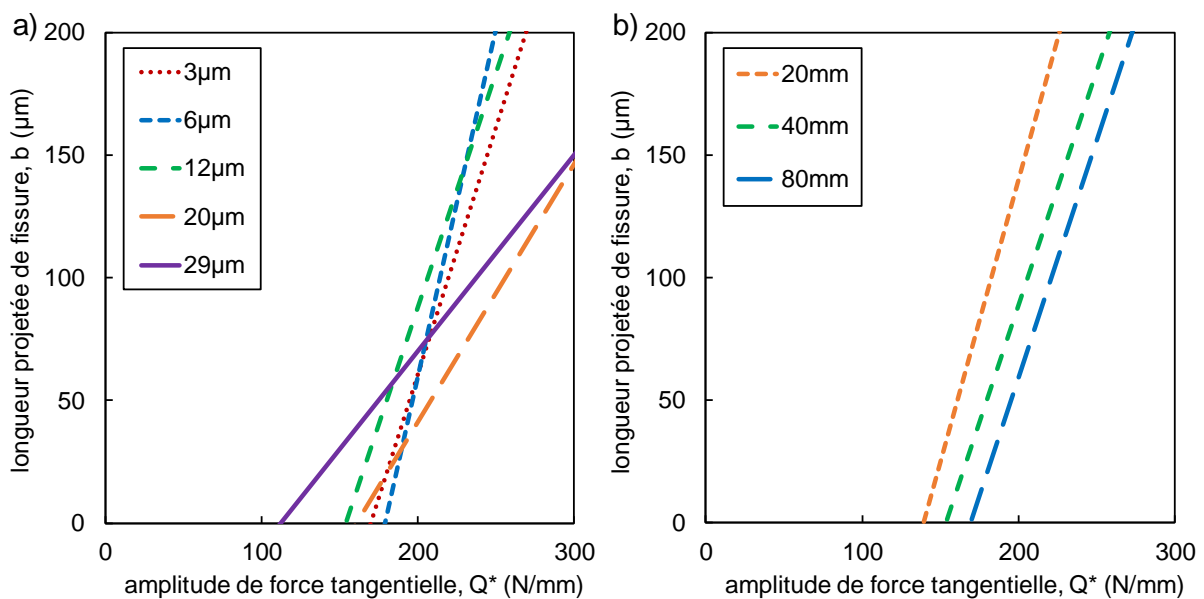 a)
longueur projetée de fissure, b (µm)
200
150
100
50
0
3µm
6µm
12µm
20µm
29µm
0 100 200 300
amplitude de force tangentielle, Q* (N/mm)
b)
longueur projetée de fissure, b (µm)
200
150
100
50
0
20mm
40mm
80mm
0 100 200 300
amplitude de force tangentielle, Q* (N/mm)